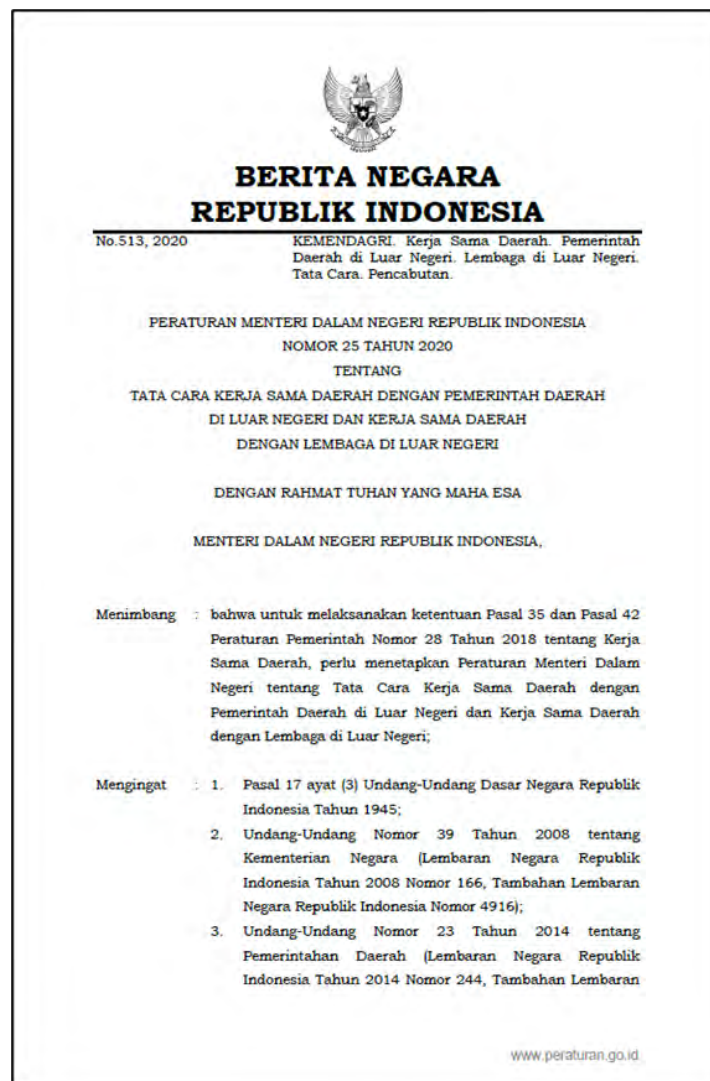 BERITA NEGARA
REPUBLIK INDONESIA
No.513, 2020
KEMENDAGRI. Kerja Sama Daerah. Pemerintah
Daerah di Luar Negeri. Lembaga di Luar Negeri.
Tata Cara. Pencabutan.
PERATURAN MENTERI DALAM NEGERI REPUBLIK INDONESIA
NOMOR 25 TAHUN 2020
TENTANG
TATA CARA KERJA SAMA DAERAH DENGAN PEMERINTAH DAERAH
DI LUAR NEGERI DAN KERJA SAMA DAERAH
DENGAN LEMBAGA DI LUAR NEGERI
DENGAN RAHMAT TUHAN YANG MAHA ESA
MENTERI DALAM NEGERI REPUBLIK INDONESIA,
Menimbang : bahwa untuk melaksanakan ketentuan Pasal 35 dan Pasal 42
Peraturan Pemerintah Nomor 28 Tahun 2018 tentang Kerja
Sama Daerah, perlu menetapkan Peraturan Menteri Dalam
Negeri tentang Tata Cara Kerja Sama Daerah dengan
Pemerintah Daerah di Luar Negeri dan Kerja Sama Daerah
dengan Lembaga di Luar Negeri;
Mengingat : 1. Pasal 17 ayat (3) Undang-Undang Dasar Negara Republik
Indonesia Tahun 1945;
2. Undang-Undang Nomor 39 Tahun 2008 tentang
Kementerian Negara (Lembaran Negara Republik
Indonesia Tahun 2008 Nomor 166, Tambahan Lembaran
Negara Republik Indonesia Nomor 4916);
3. Undang-Undang Nomor 23 Tahun 2014 tentang
Pemerintahan Daerah (Lembaran Negara Republik
Indonesia Tahun 2014 Nomor 244, Tambahan Lembaran
www.peraturan.go.id